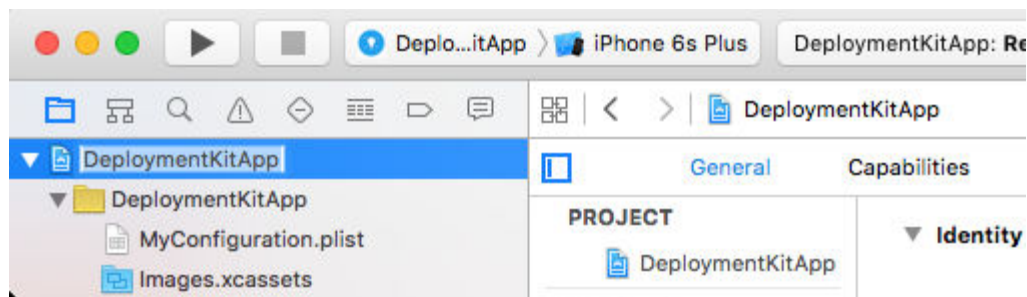 Deplo...itApp iPhone 6s Plus DeploymentKitApp: Re
DeploymentKitApp
DeploymentKitApp
General Capabilities
DeploymentKitApp
MyConfiguration.plist
Images.xcassets
PROJECT
DeploymentKitApp
Identity